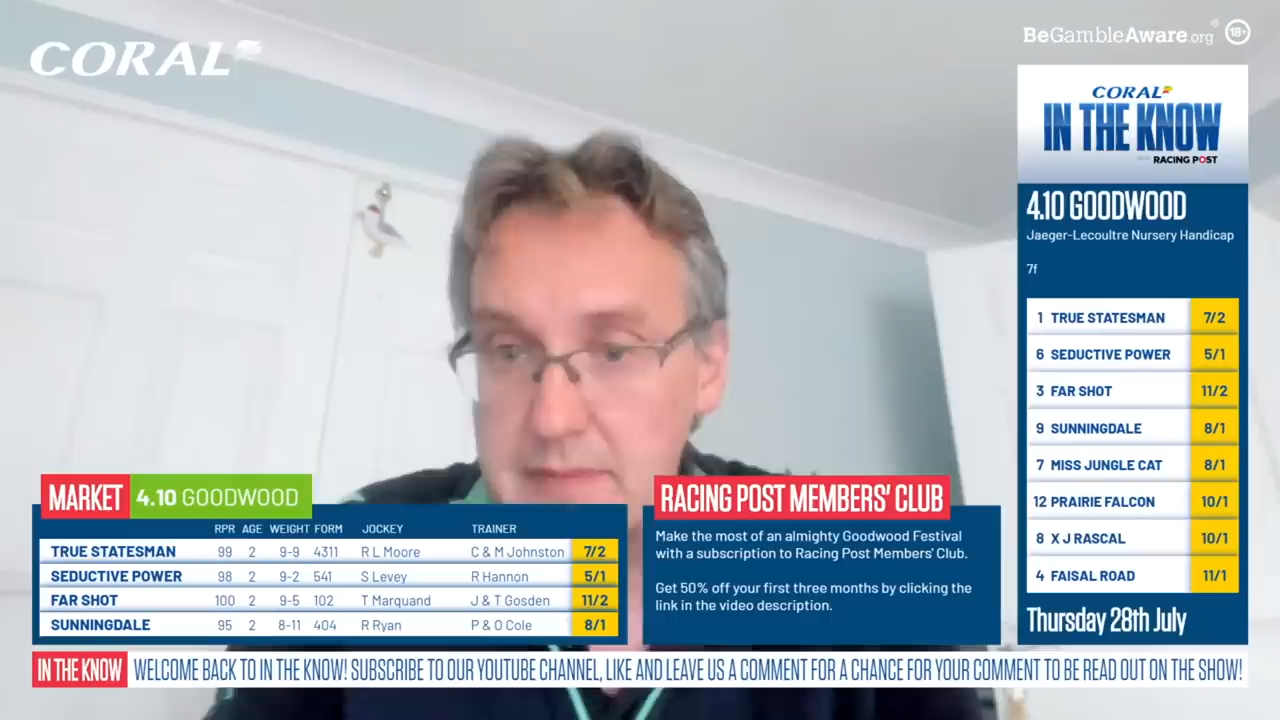 CORAL
BeGambleAware.org 18+
CORAL
IN THE KNOW
RACING POST
4.10 GOODWOOD
Jaeger-Lecoultre Nursery Handicap
7f
1 TRUE STATESMAN 7/2
6 SEDUCTIVE POWER 5/1
3 FAR SHOT 11/2
9 SUNNINGDALE 8/1
7 MISS JUNGLE CAT 8/1
12 PRAIRIE FALCON 10/1
8 X J RASCAL 10/1
4 FAISAL ROAD 11/1
Thursday 28th July
MARKET 4.10 GOODWOOD
RPR AGE WEIGHT FORM JOCKEY TRAINER
TRUE STATESMAN 99 2 9-9 4311 R L Moore C & M Johnston 7/2
SEDUCTIVE POWER 98 2 9-2 541 S Levey R Hannon 5/1
FAR SHOT 100 2 9-5 102 T Marquand J & T Gosden 11/2
SUNNINGDALE 95 2 8-11 404 R Ryan P & O Cole 8/1
RACING POST MEMBERS' CLUB
Make the most of an almighty Goodwood Festival
with a subscription to Racing Post Members' Club.
Get 50% off your first three months by clicking the
link in the video description.
IN THE KNOW WELCOME BACK TO IN THE KNOW! SUBSCRIBE TO OUR YOUTUBE CHANNEL, LIKE AND LEAVE US A COMMENT FOR A CHANCE FOR YOUR COMMENT TO BE READ OUT ON THE SHOW!